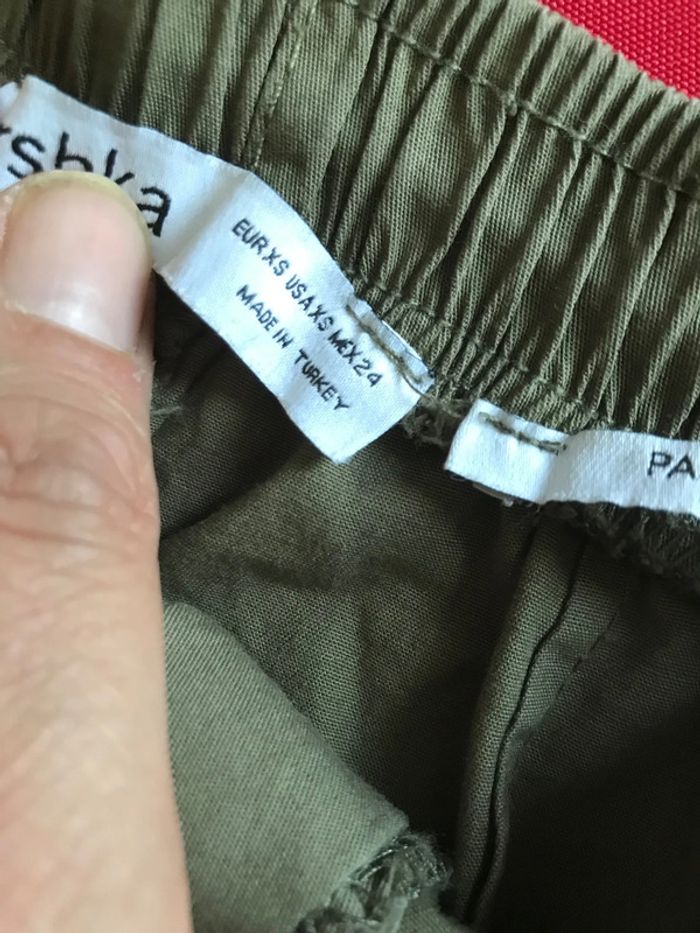 rshka
EUR XS USA XS MEX 24
MADE IN TURKEY
PA